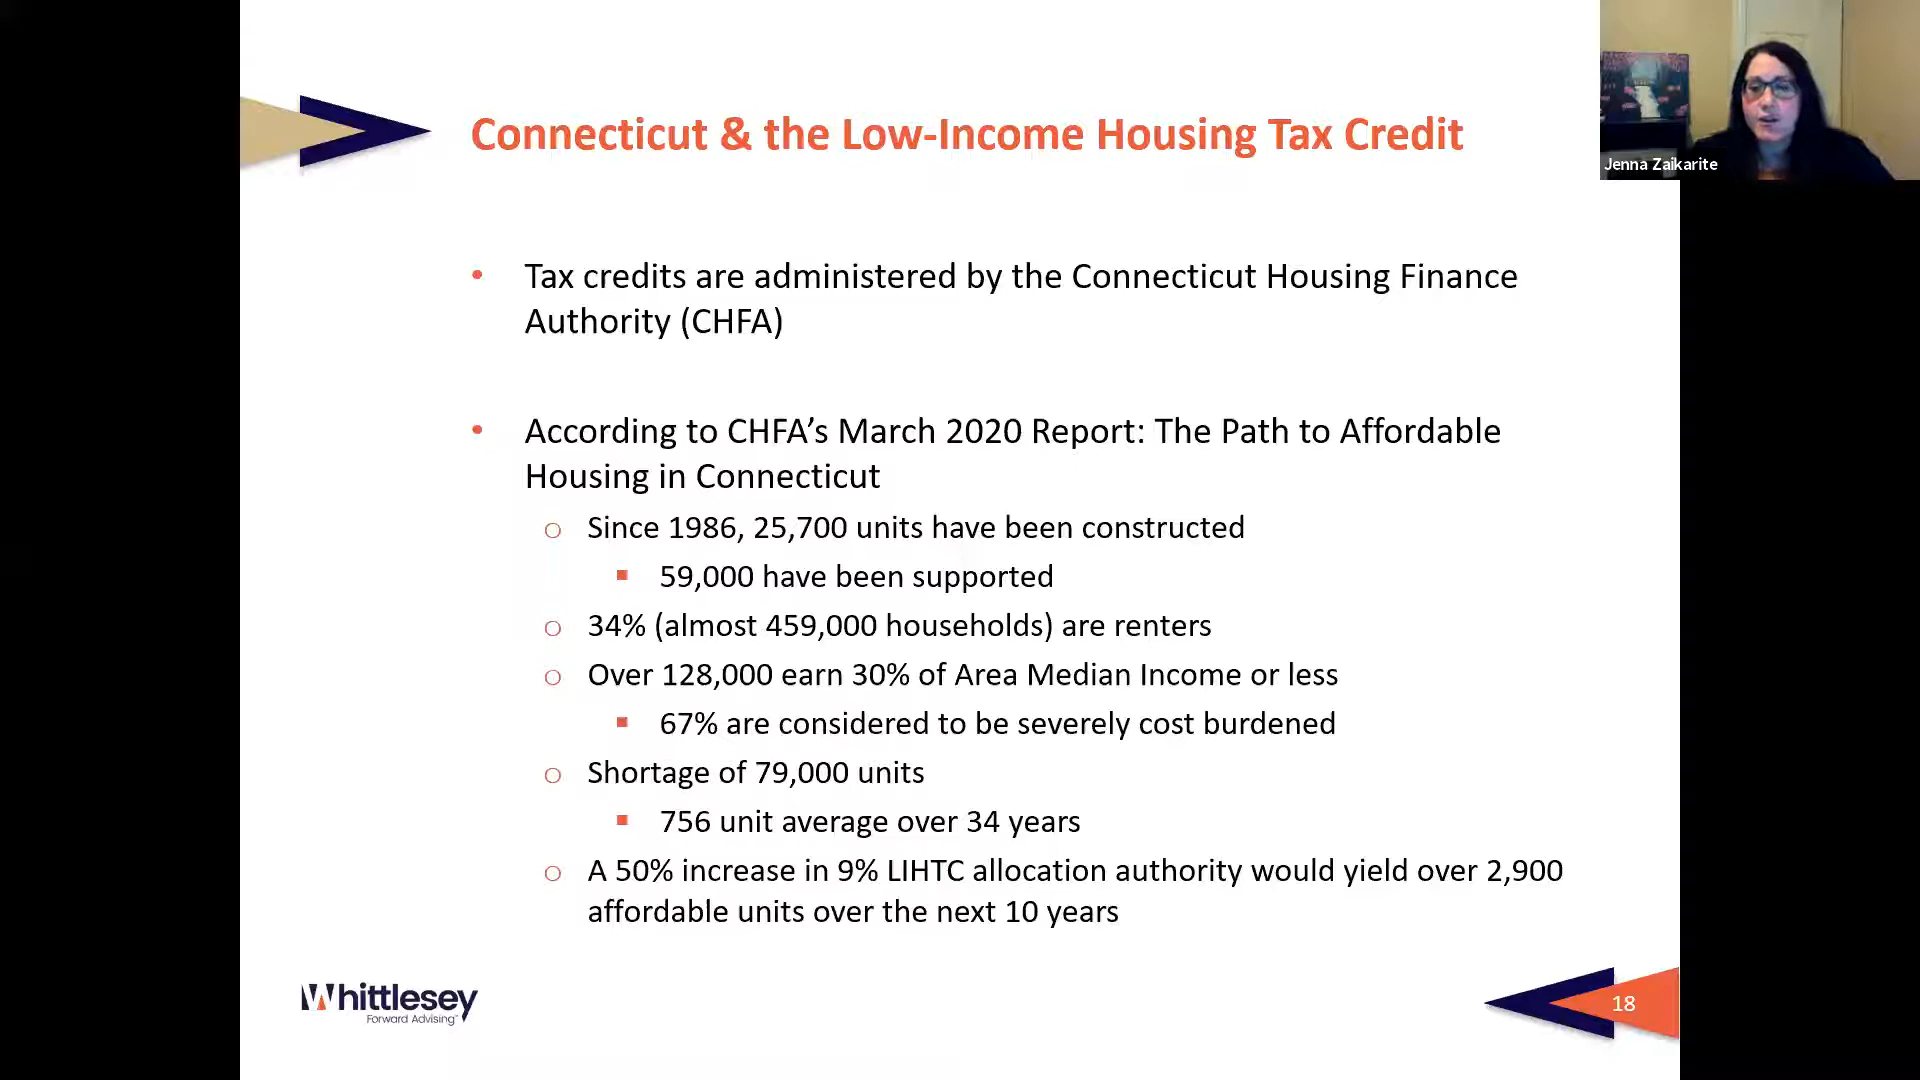 Connecticut & the Low-Income Housing Tax Credit
Jenna Zaikarite
• Tax credits are administered by the Connecticut Housing Finance
Authority (CHFA)
• According to CHFA’s March 2020 Report: The Path to Affordable
Housing in Connecticut
o Since 1986, 25,700 units have been constructed
▪ 59,000 have been supported
o 34% (almost 459,000 households) are renters
o Over 128,000 earn 30% of Area Median Income or less
▪ 67% are considered to be severely cost burdened
o Shortage of 79,000 units
▪ 756 unit average over 34 years
o A 50% increase in 9% LIHTC allocation authority would yield over 2,900
affordable units over the next 10 years
Whittlesey
Forward Advising
18